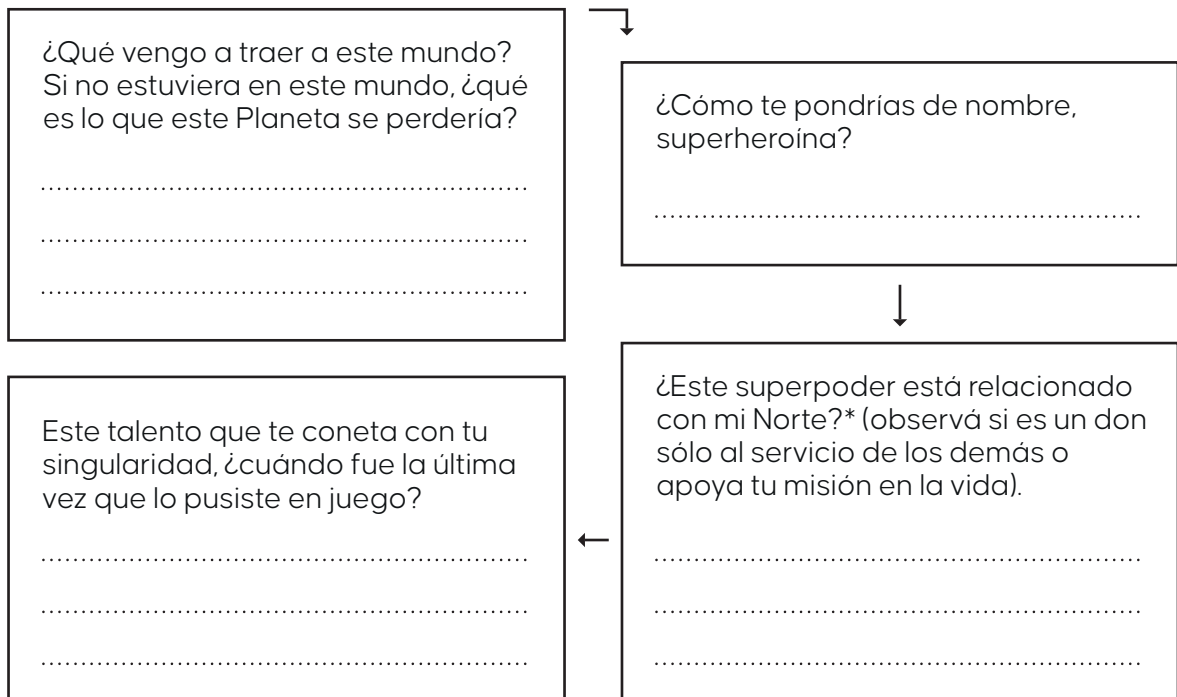 ¿Qué vengo a traer a este mundo?
Si no estuviera en este mundo, ¿qué
es lo que este Planeta se perdería?
¿Cómo te pondrías de nombre,
superheroína?
¿Este superpoder está relacionado
con mi Norte?* (observá si es un don
sólo al servicio de los demás o
apoya tu misión en la vida).
Este talento que te coneta con tu
singularidad, ¿cuándo fue la última
vez que lo pusiste en juego?